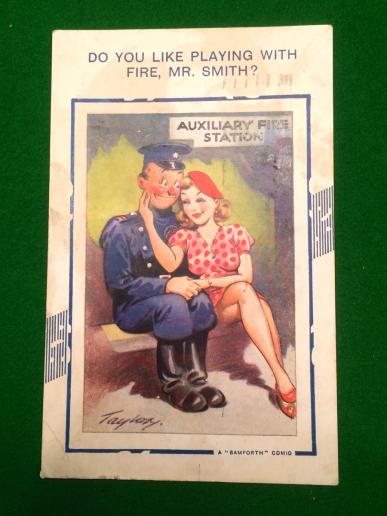 DO YOU LIKE PLAYING WITH
FIRE, MR. SMITH?
AUXILIARY FIRE
STATION
Taylor.
A "BAMFORTH" COMIC